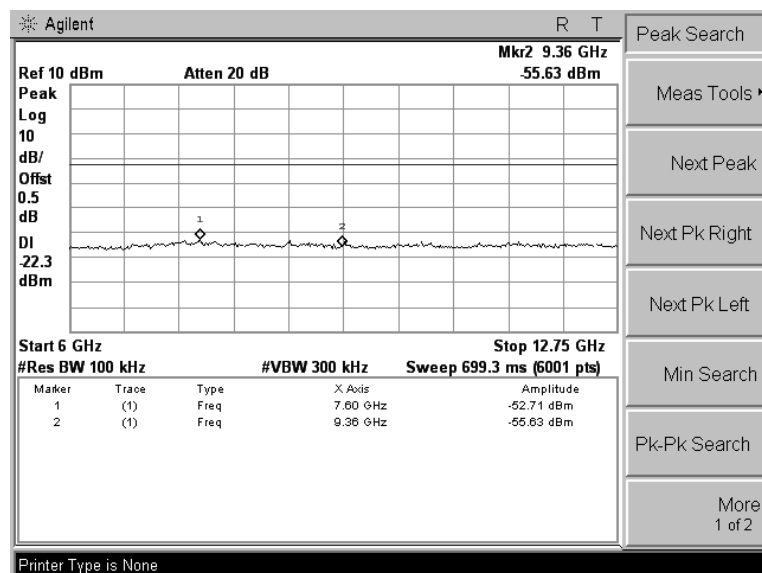 Agilent R T
Mkr2 9.36 GHz
Ref 10 dBm Atten 20 dB -55.63 dBm
Peak
Log
10
dB/
Offst
0.5
dB
DI
-22.3
dBm
1
2
Start 6 GHz Stop 12.75 GHz
#Res BW 100 kHz #VBW 300 kHz Sweep 699.3 ms (6001 pts)
Marker Trace Type X Axis Amplitude
1 (1) Freq 7.60 GHz -52.71 dBm
2 (1) Freq 9.36 GHz -55.63 dBm
Printer Type is None
Peak Search
Meas Tools
Next Peak
Next Pk Right
Next Pk Left
Min Search
Pk-Pk Search
More
1 of 2